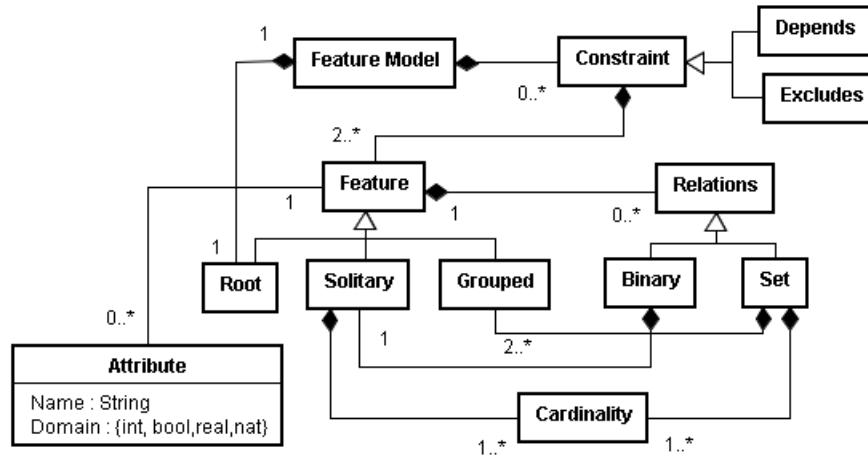 Depends
1
Feature Model
Constraint
0..*
Excludes
2..*
Feature
Relations
1
1
0..*
1
Root
Solitary
Grouped
Binary
Set
0..*
1
2..*
Attribute
Name : String
Domain : {int, bool,real,nat}
Cardinality
1..*
1..*